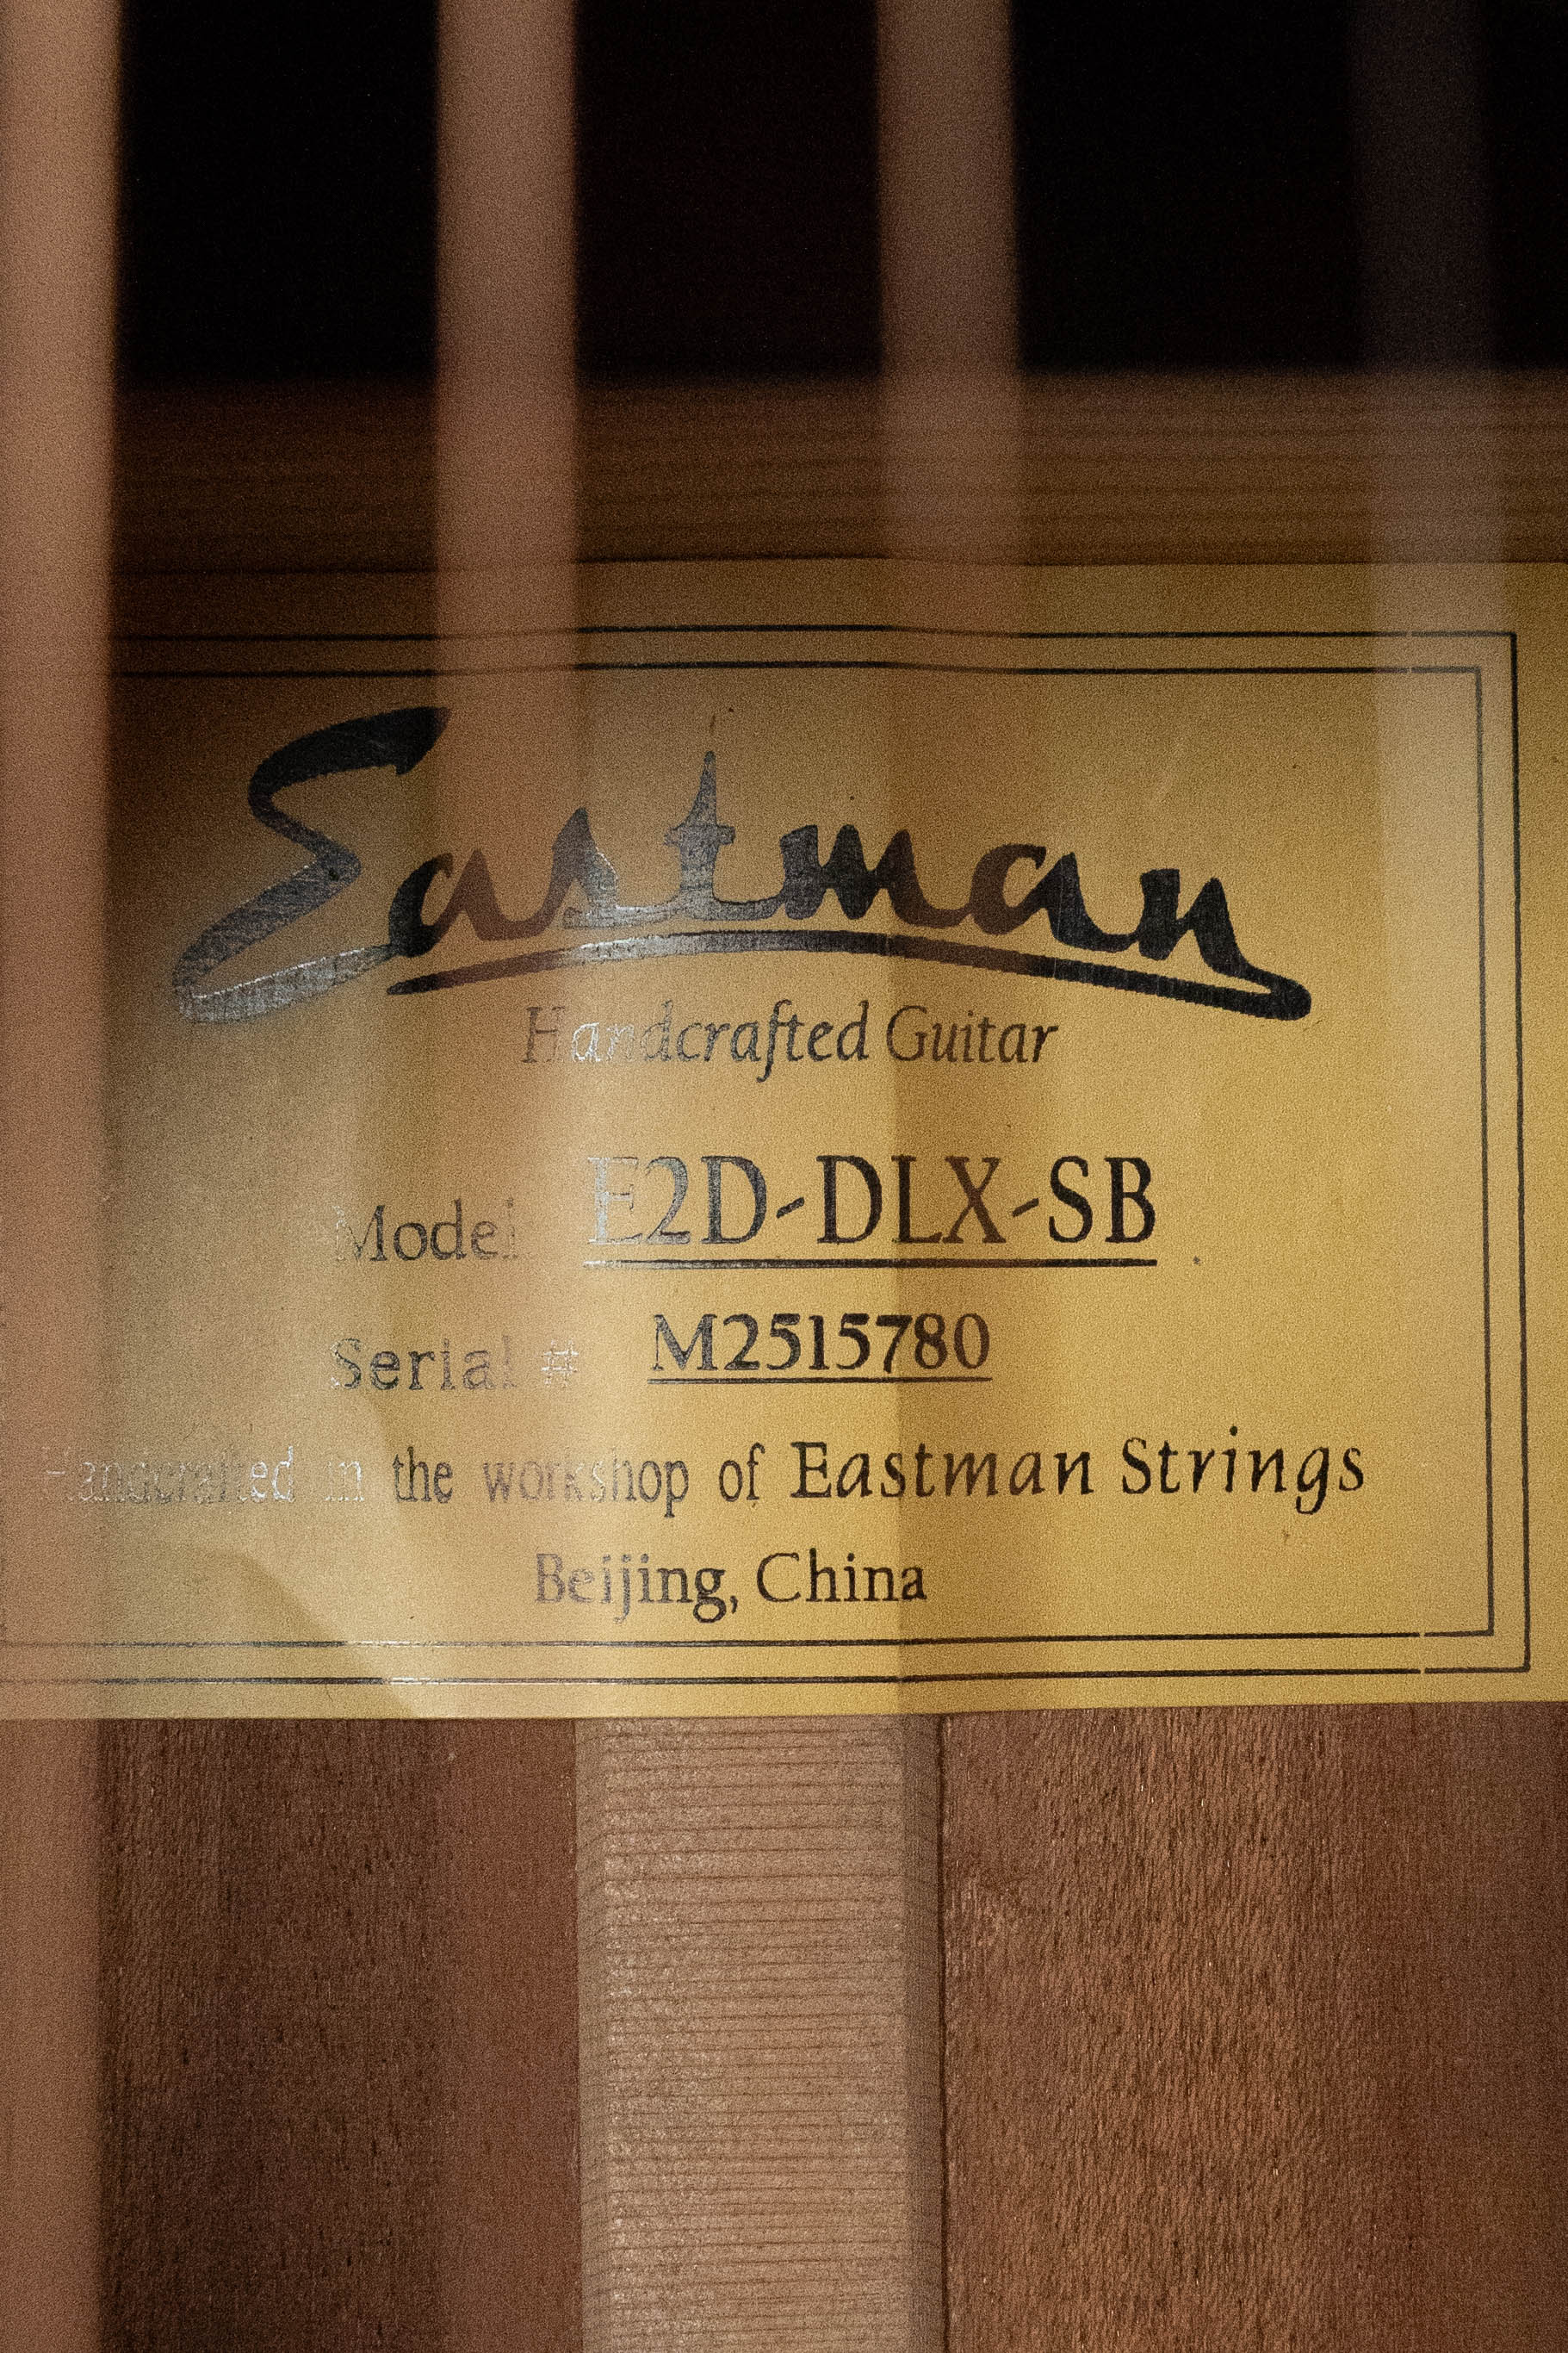 Eastman
Handcrafted Guitar
Model E2D-DLX-SB
Serial # M2515780
Handcrafted in the workshop of Eastman Strings
Beijing, China